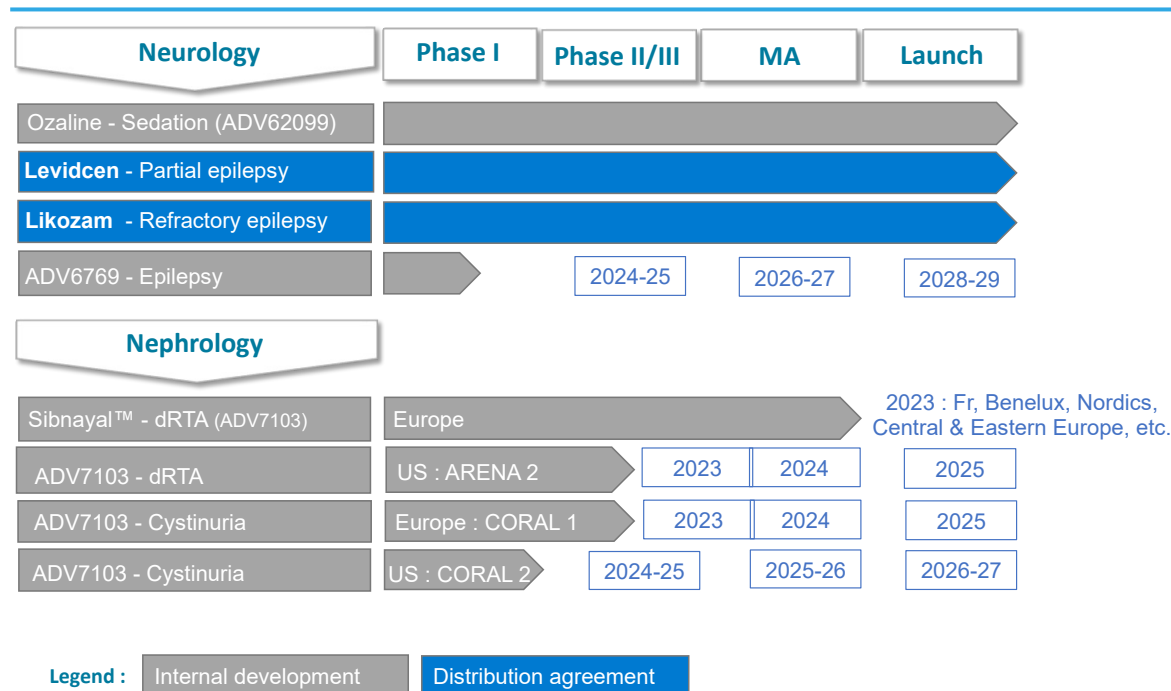 Neurology
Phase I
Phase II/III
MA
Launch
Ozaline - Sedation (ADV62099)
Levidcen - Partial epilepsy
Likozam - Refractory epilepsy
ADV6769 - Epilepsy
2024-25
2026-27
2028-29
Nephrology
Sibnayal™ - dRTA (ADV7103)
Europe
2023 : Fr, Benelux, Nordics,
Central & Eastern Europe, etc.
ADV7103 - dRTA
US : ARENA 2
2023
2024
2025
ADV7103 - Cystinuria
Europe : CORAL 1
2023
2024
2025
ADV7103 - Cystinuria
US : CORAL 2
2024-25
2025-26
2026-27
Legend :
Internal development
Distribution agreement